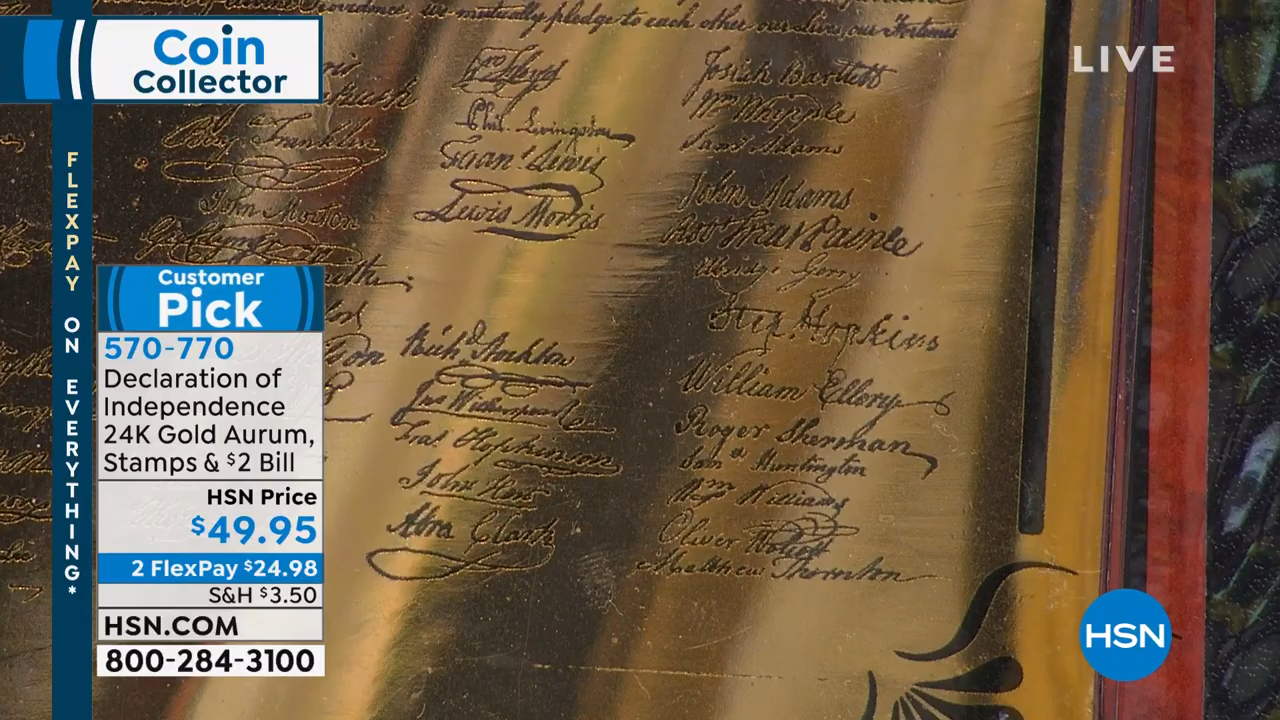 Coin
Collector
LIVE
FLEXPAY ON EVERYTHING*
Customer
Pick
570-770
Declaration of
Independence
24K Gold Aurum,
Stamps & $2 Bill
HSN Price
$49.95
2 FlexPay $24.98
S&H $3.50
HSN.COM
800-284-3100
HSN
we mutually pledge to each other our Lives, our Fortunes
Josiah Bartlett
Wm Whipple
Saml Adams
John Adams
Robt Treat Paine
Elbridge Gerry
Step. Hopkins
William Ellery
Roger Sherman
Saml Huntington
Wm Williams
Oliver Wolcott
Matthew Thornton
Wm Floyd
Phil. Livingston
Frans Lewis
Lewis Morris
Richd Stockton
Jno Witherspoon
Fras Hopkinson
John Hart
Abra Clark
Benj. Franklin
John Morton